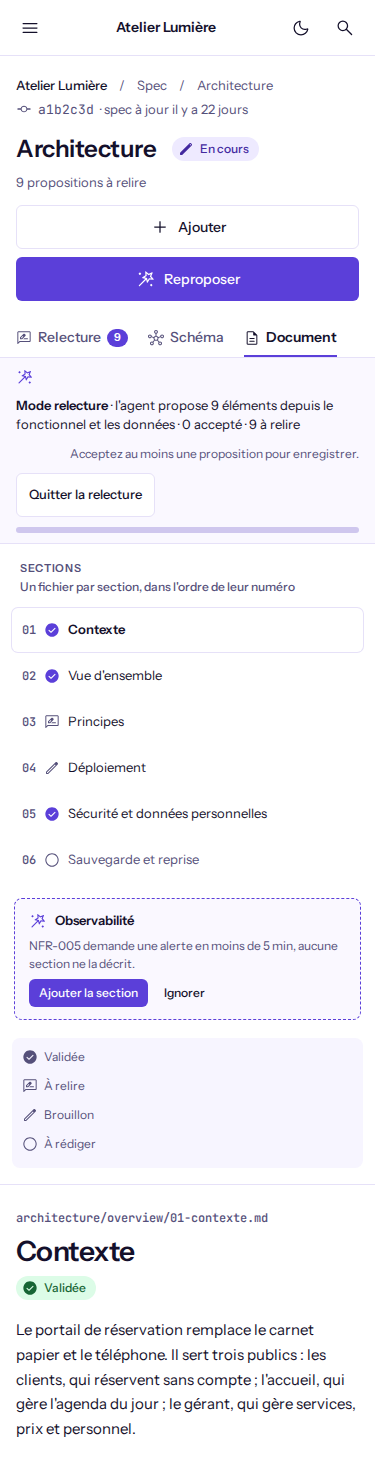 Atelier Lumière
Atelier Lumière / Spec / Architecture
a1b2c3d · spec à jour il y a 22 jours
Architecture
En cours
9 propositions à relire
Ajouter
Reproposer
Relecture 9 Schéma Document
Mode relecture · l'agent propose 9 éléments depuis le
fonctionnel et les données · 0 accepté · 9 à relire
Acceptez au moins une proposition pour enregistrer.
Quitter la relecture
SECTIONS
Un fichier par section, dans l'ordre de leur numéro
01 Contexte
02 Vue d'ensemble
03 Principes
04 Déploiement
05 Sécurité et données personnelles
06 Sauvegarde et reprise
Observabilité
NFR-005 demande une alerte en moins de 5 min, aucune
section ne la décrit.
Ajouter la section Ignorer
Validée
À relire
Brouillon
À rédiger
architecture/overview/01-contexte.md
Contexte
Validée
Le portail de réservation remplace le carnet
papier et le téléphone. Il sert trois publics : les
clients, qui réservent sans compte ; l'accueil, qui
gère l'agenda du jour ; le gérant, qui gère services,
prix et personnel.